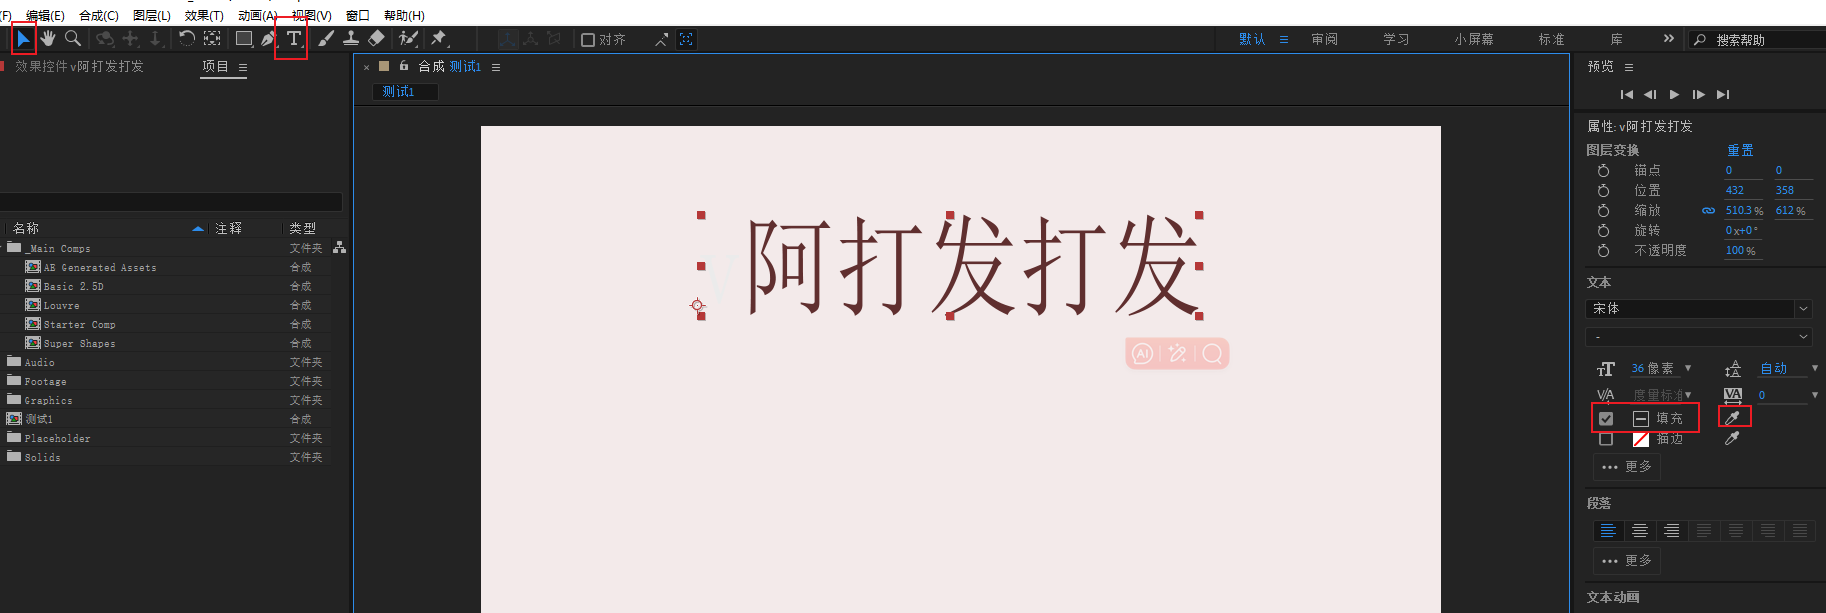 (F) 编辑(E) 合成(C) 图层(L) 效果(T) 动画(A) 视图(V) 窗口 帮助(H)
T 对齐 默认 审阅 学习 小屏幕 标准 库 搜索帮助
效果控件 v阿打发打发 项目
合成 测试1
测试1
名称 注释 类型
_Main Comps 文件夹
AE Generated Assets 合成
Basic 2.5D 合成
Louvre 合成
Starter Comp 合成
Super Shapes 合成
Audio 文件夹
Footage 文件夹
Graphics 文件夹
测试1 合成
Placeholder 文件夹
Solids 文件夹
v阿打发打发
AI
预览
属性: v阿打发打发
图层变换 重置
锚点 0 0
位置 432 358
缩放 510.3 % 612 %
旋转 0x+0°
不透明度 100 %
文本
宋体
-
36 像素 自动
度量标准 0
填充
描边
更多
段落
更多
文本动画